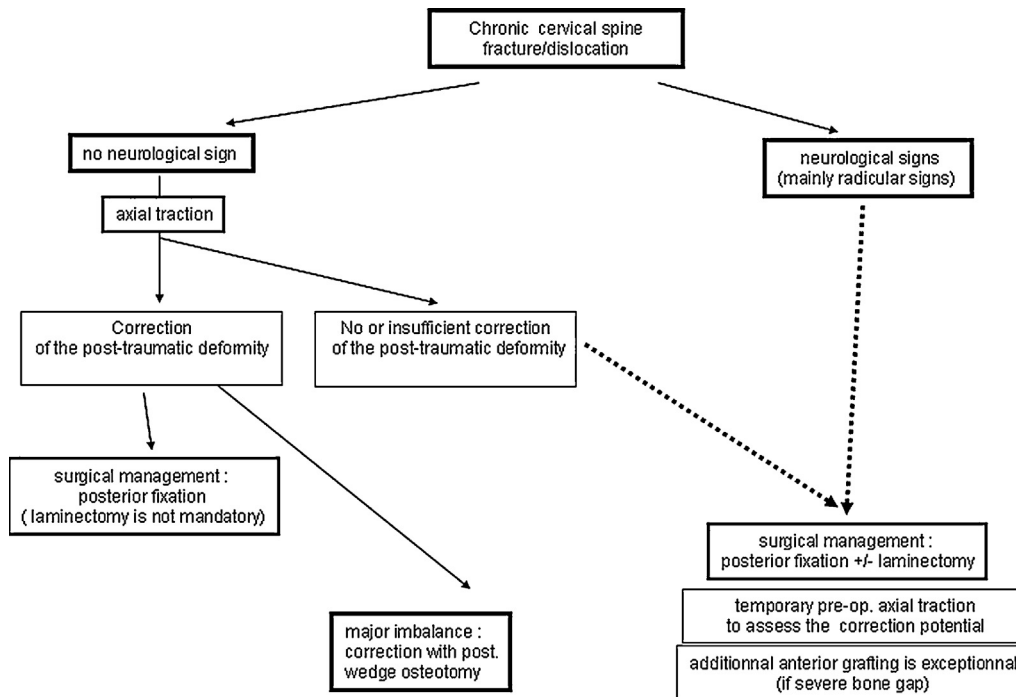 Chronic cervical spine
fracture/dislocation
no neurological sign
neurological signs
(mainly radicular signs)
axial traction
Correction
of the post-traumatic deformity
No or insufficient correction
of the post-traumatic deformity
surgical management :
posterior fixation
( laminectomy is not mandatory)
surgical management :
posterior fixation +/- laminectomy
temporary pre-op. axial traction
to assess the correction potential
major imbalance :
correction with post.
wedge osteotomy
additionnal anterior grafting is exceptionnal
(if severe bone gap)